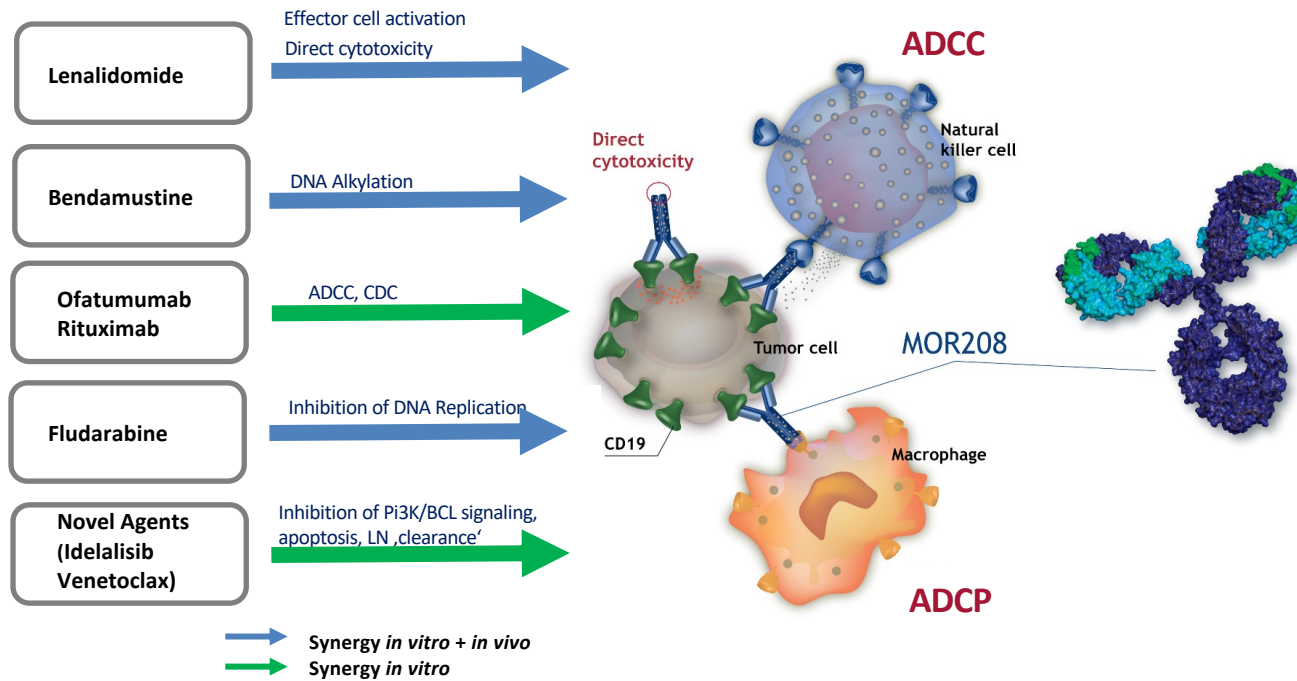 Lenalidomide
Effector cell activation
Direct cytotoxicity
Bendamustine
DNA Alkylation
Ofatumumab
Rituximab
ADCC, CDC
Fludarabine
Inhibition of DNA Replication
Novel Agents
(Idelalisib
Venetoclax)
Inhibition of Pi3K/BCL signaling,
apoptosis, LN ‚clearance‘
Synergy in vitro + in vivo
Synergy in vitro
ADCC
Direct
cytotoxicity
Natural
killer cell
Tumor cell
MOR208
CD19
Macrophage
ADCP